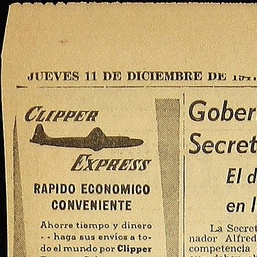 JUEVES 11 DE DICIEMBRE DE
CLIPPER
EXPRESS
RAPIDO ECONOMICO
CONVENIENTE
Ahorre tiempo y dinero
-- haga sus envíos a to-
do el mundo por Clipper
Gober
Secret
El d
en l
La Secret
nador Alfred
competencia